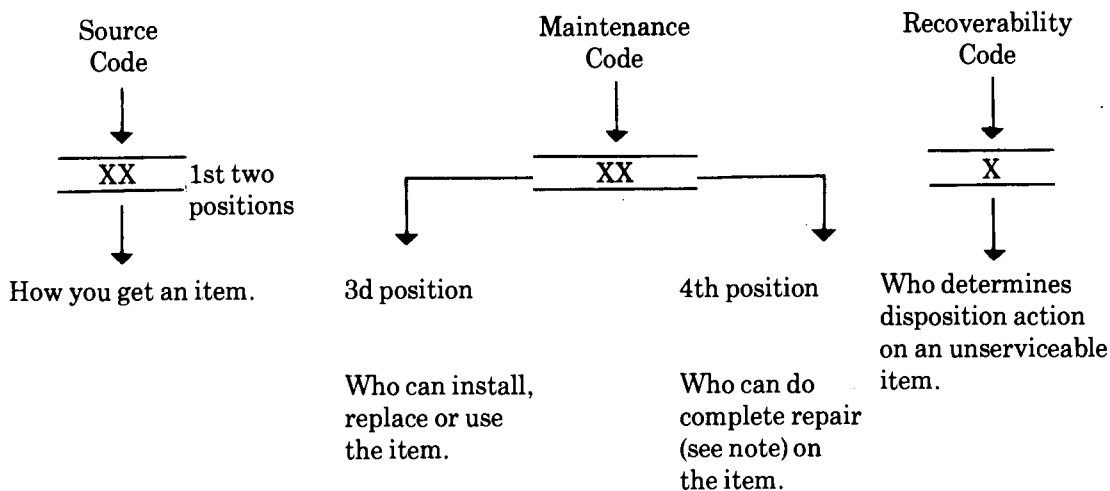 Source
Code
Maintenance
Code
Recoverability
Code
XX
1st two
positions
XX
X
How you get an item.
3d position
4th position
Who determines
disposition action
on an unserviceable
item.
Who can install,
replace or use
the item.
Who can do
complete repair
(see note) on
the item.